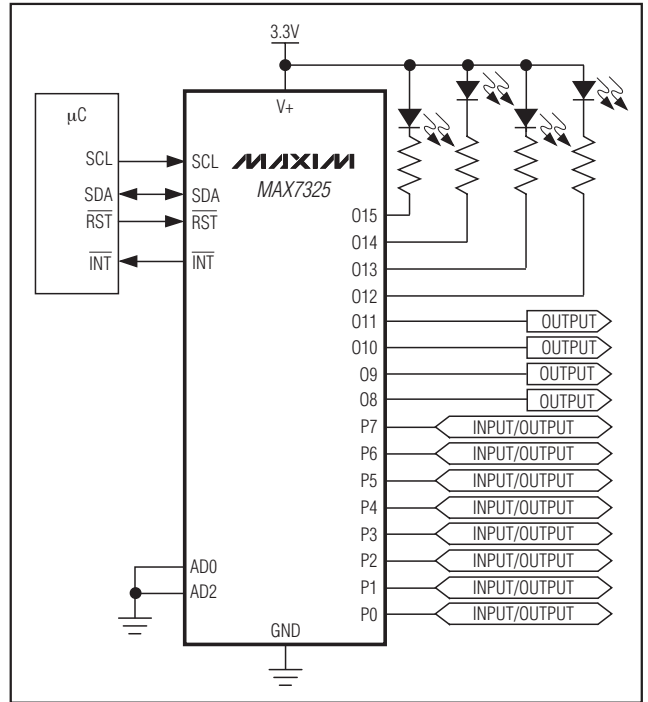 3.3V
μC
V+
SCL
SCL
MAXIM
SDA
SDA
MAX7325
RST
RST
O15
INT
INT
O14
O13
O12
O11
OUTPUT
O10
OUTPUT
O9
OUTPUT
O8
OUTPUT
P7
INPUT/OUTPUT
P6
INPUT/OUTPUT
P5
INPUT/OUTPUT
P4
INPUT/OUTPUT
P3
INPUT/OUTPUT
AD0
P2
INPUT/OUTPUT
AD2
P1
INPUT/OUTPUT
P0
INPUT/OUTPUT
GND